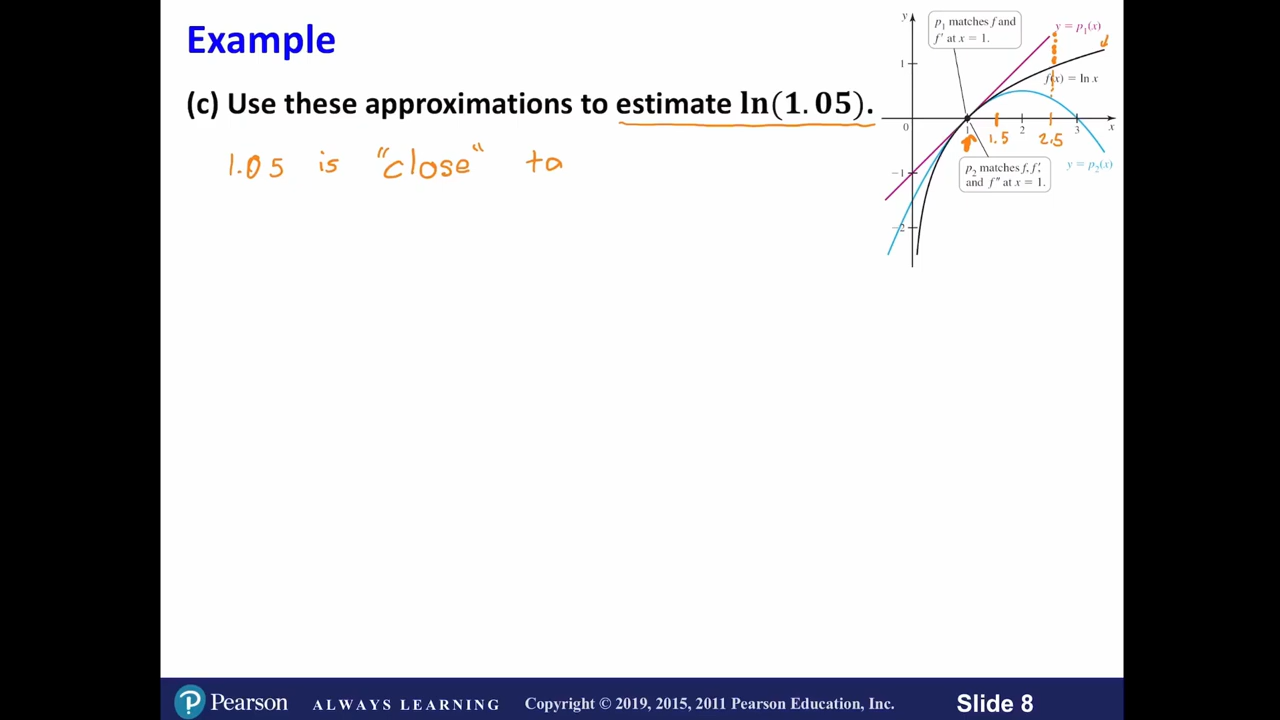 Example
(c) Use these approximations to estimate ln(1.05).
1.05 is "close" to
y
p₁ matches f and
f′ at x = 1.
y = p₁(x)
1
f(x) = ln x
0
1
2
3
x
1.5
2.5
p₂ matches f, f′,
and f″ at x = 1.
y = p₂(x)
−1
−2
Pearson
ALWAYS LEARNING
Copyright © 2019, 2015, 2011 Pearson Education, Inc.
Slide 8